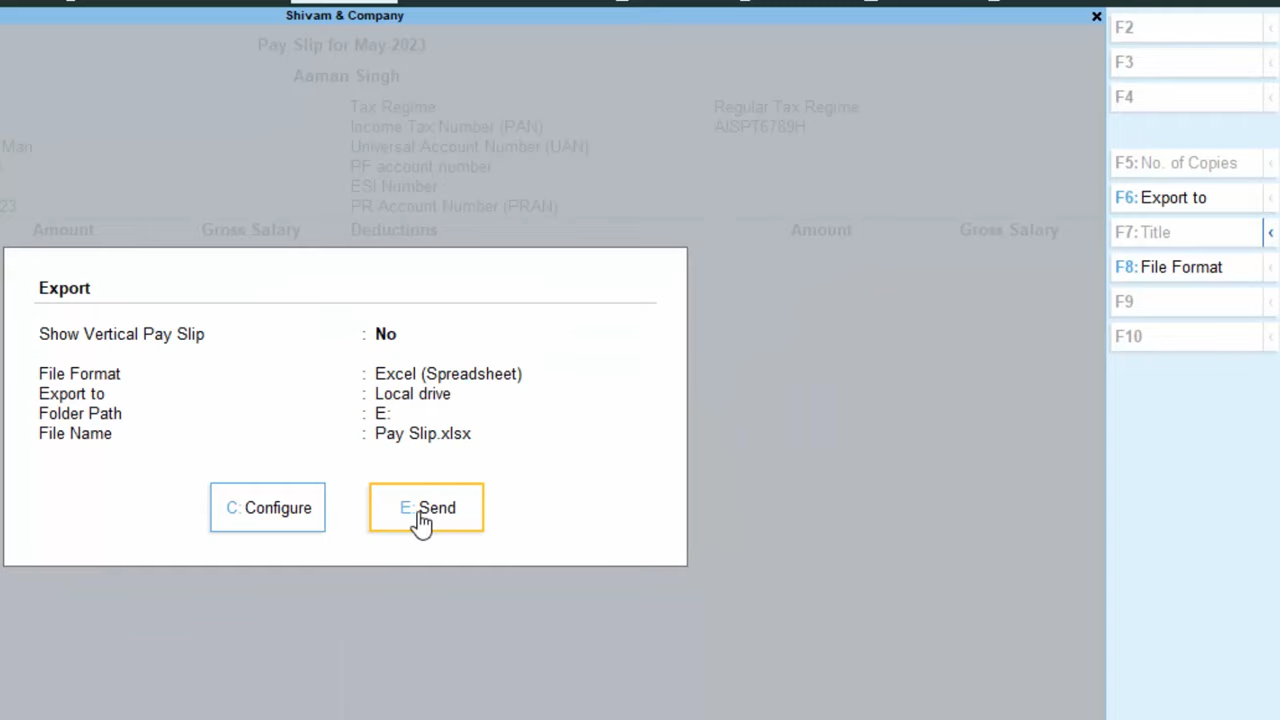 Shivam & Company
Pay Slip for May-2023
Aaman Singh
Tax Regime Regular Tax Regime
Income Tax Number (PAN) AISPT6789H
Man Universal Account Number (UAN)
PF account number
ESI Number
23 PR Account Number (PRAN)
Amount Gross Salary Deductions Amount Gross Salary
Export
Show Vertical Pay Slip : No
File Format : Excel (Spreadsheet)
Export to : Local drive
Folder Path : E:
File Name : Pay Slip.xlsx
C: Configure E: Send
F2
F3
F4
F5: No. of Copies
F6: Export to
F7: Title
F8: File Format
F9
F10